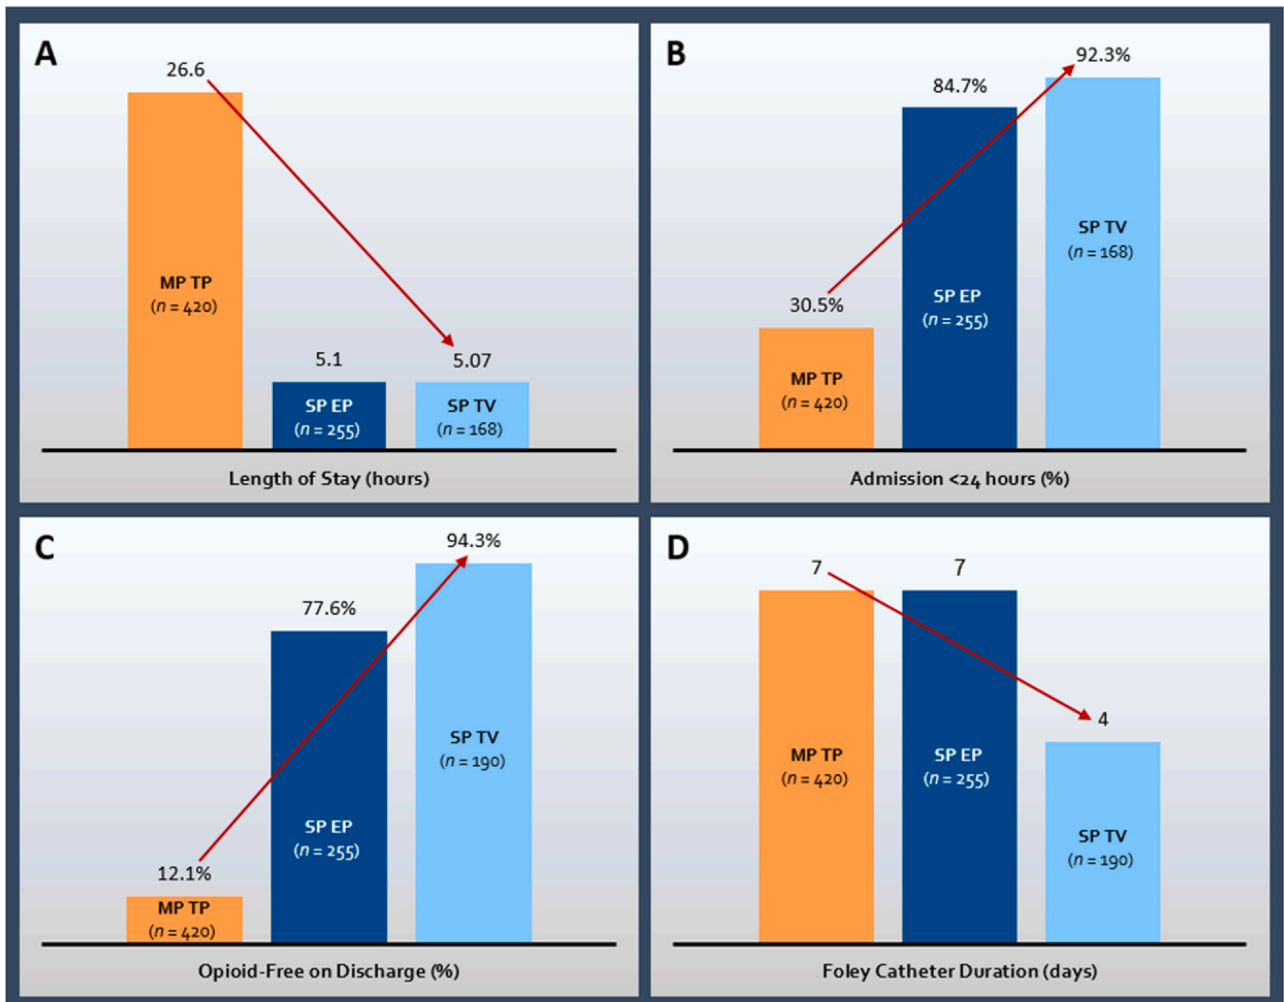 A
26.6
MP TP
(n = 420)
5.1
SP EP
(n = 255)
5.07
SP TV
(n = 168)
Length of Stay (hours)
B
30.5%
MP TP
(n = 420)
84.7%
SP EP
(n = 255)
92.3%
SP TV
(n = 168)
Admission <24 hours (%)
C
12.1%
MP TP
(n = 420)
77.6%
SP EP
(n = 255)
94.3%
SP TV
(n = 190)
Opioid-Free on Discharge (%)
D
7
MP TP
(n = 420)
7
SP EP
(n = 255)
4
SP TV
(n = 190)
Foley Catheter Duration (days)